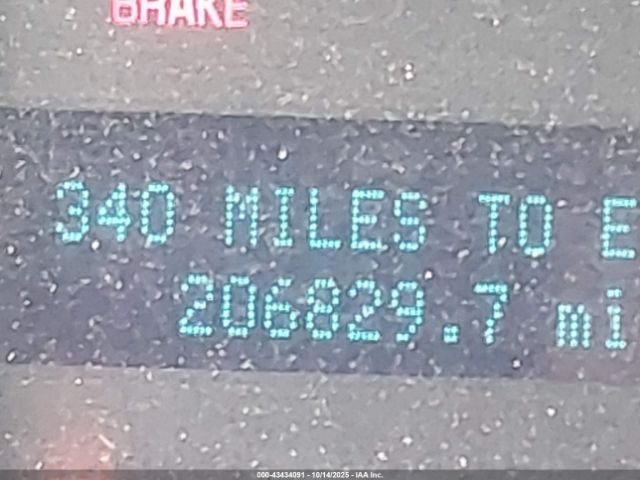 BRAKE
340 MILES TO E
206829.7 mi
000-43434091 - 10/14/2025 - IAA Inc.